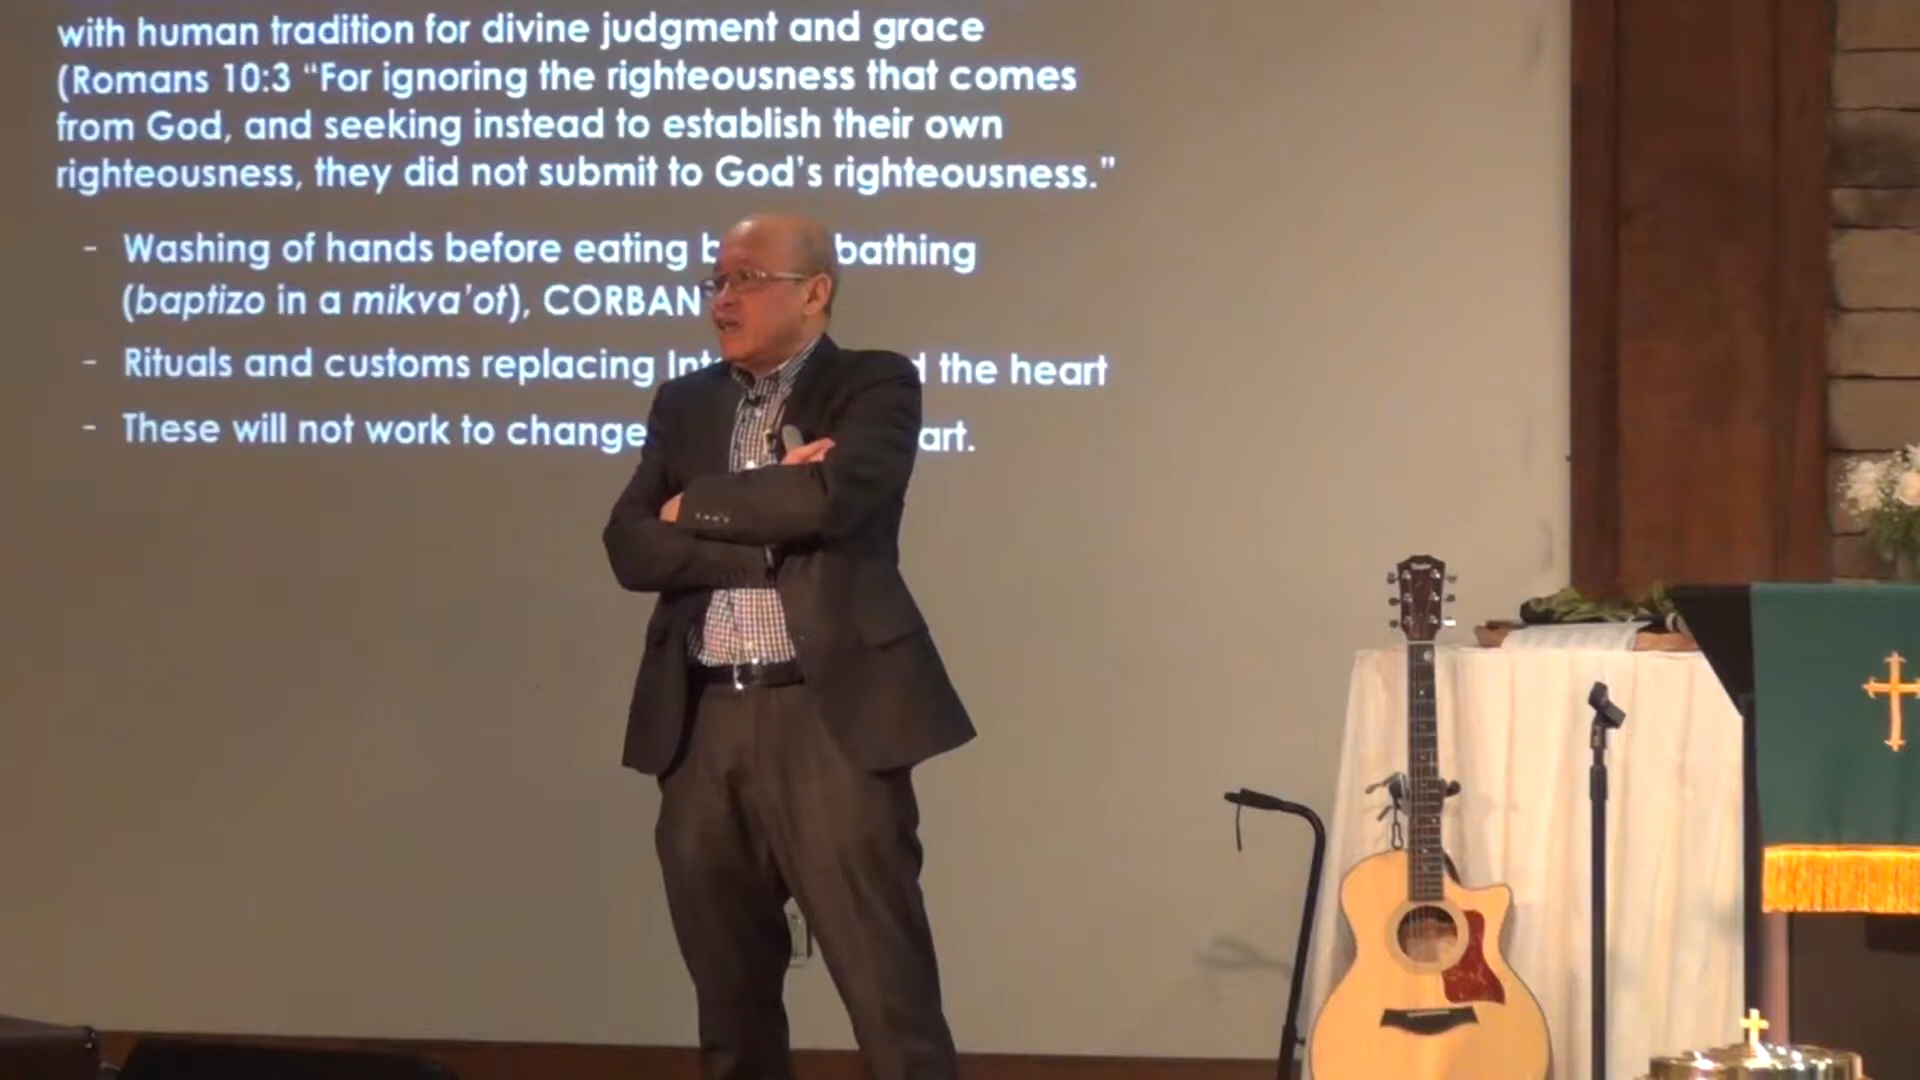 with human tradition for divine judgment and grace
(Romans 10:3 “For ignoring the righteousness that comes
from God, and seeking instead to establish their own
righteousness, they did not submit to God’s righteousness.”
- Washing of hands before eating bathing
(baptizo in a mikva’ot), CORBAN
- Rituals and customs replacing the heart
- These will not work to change
Taylor